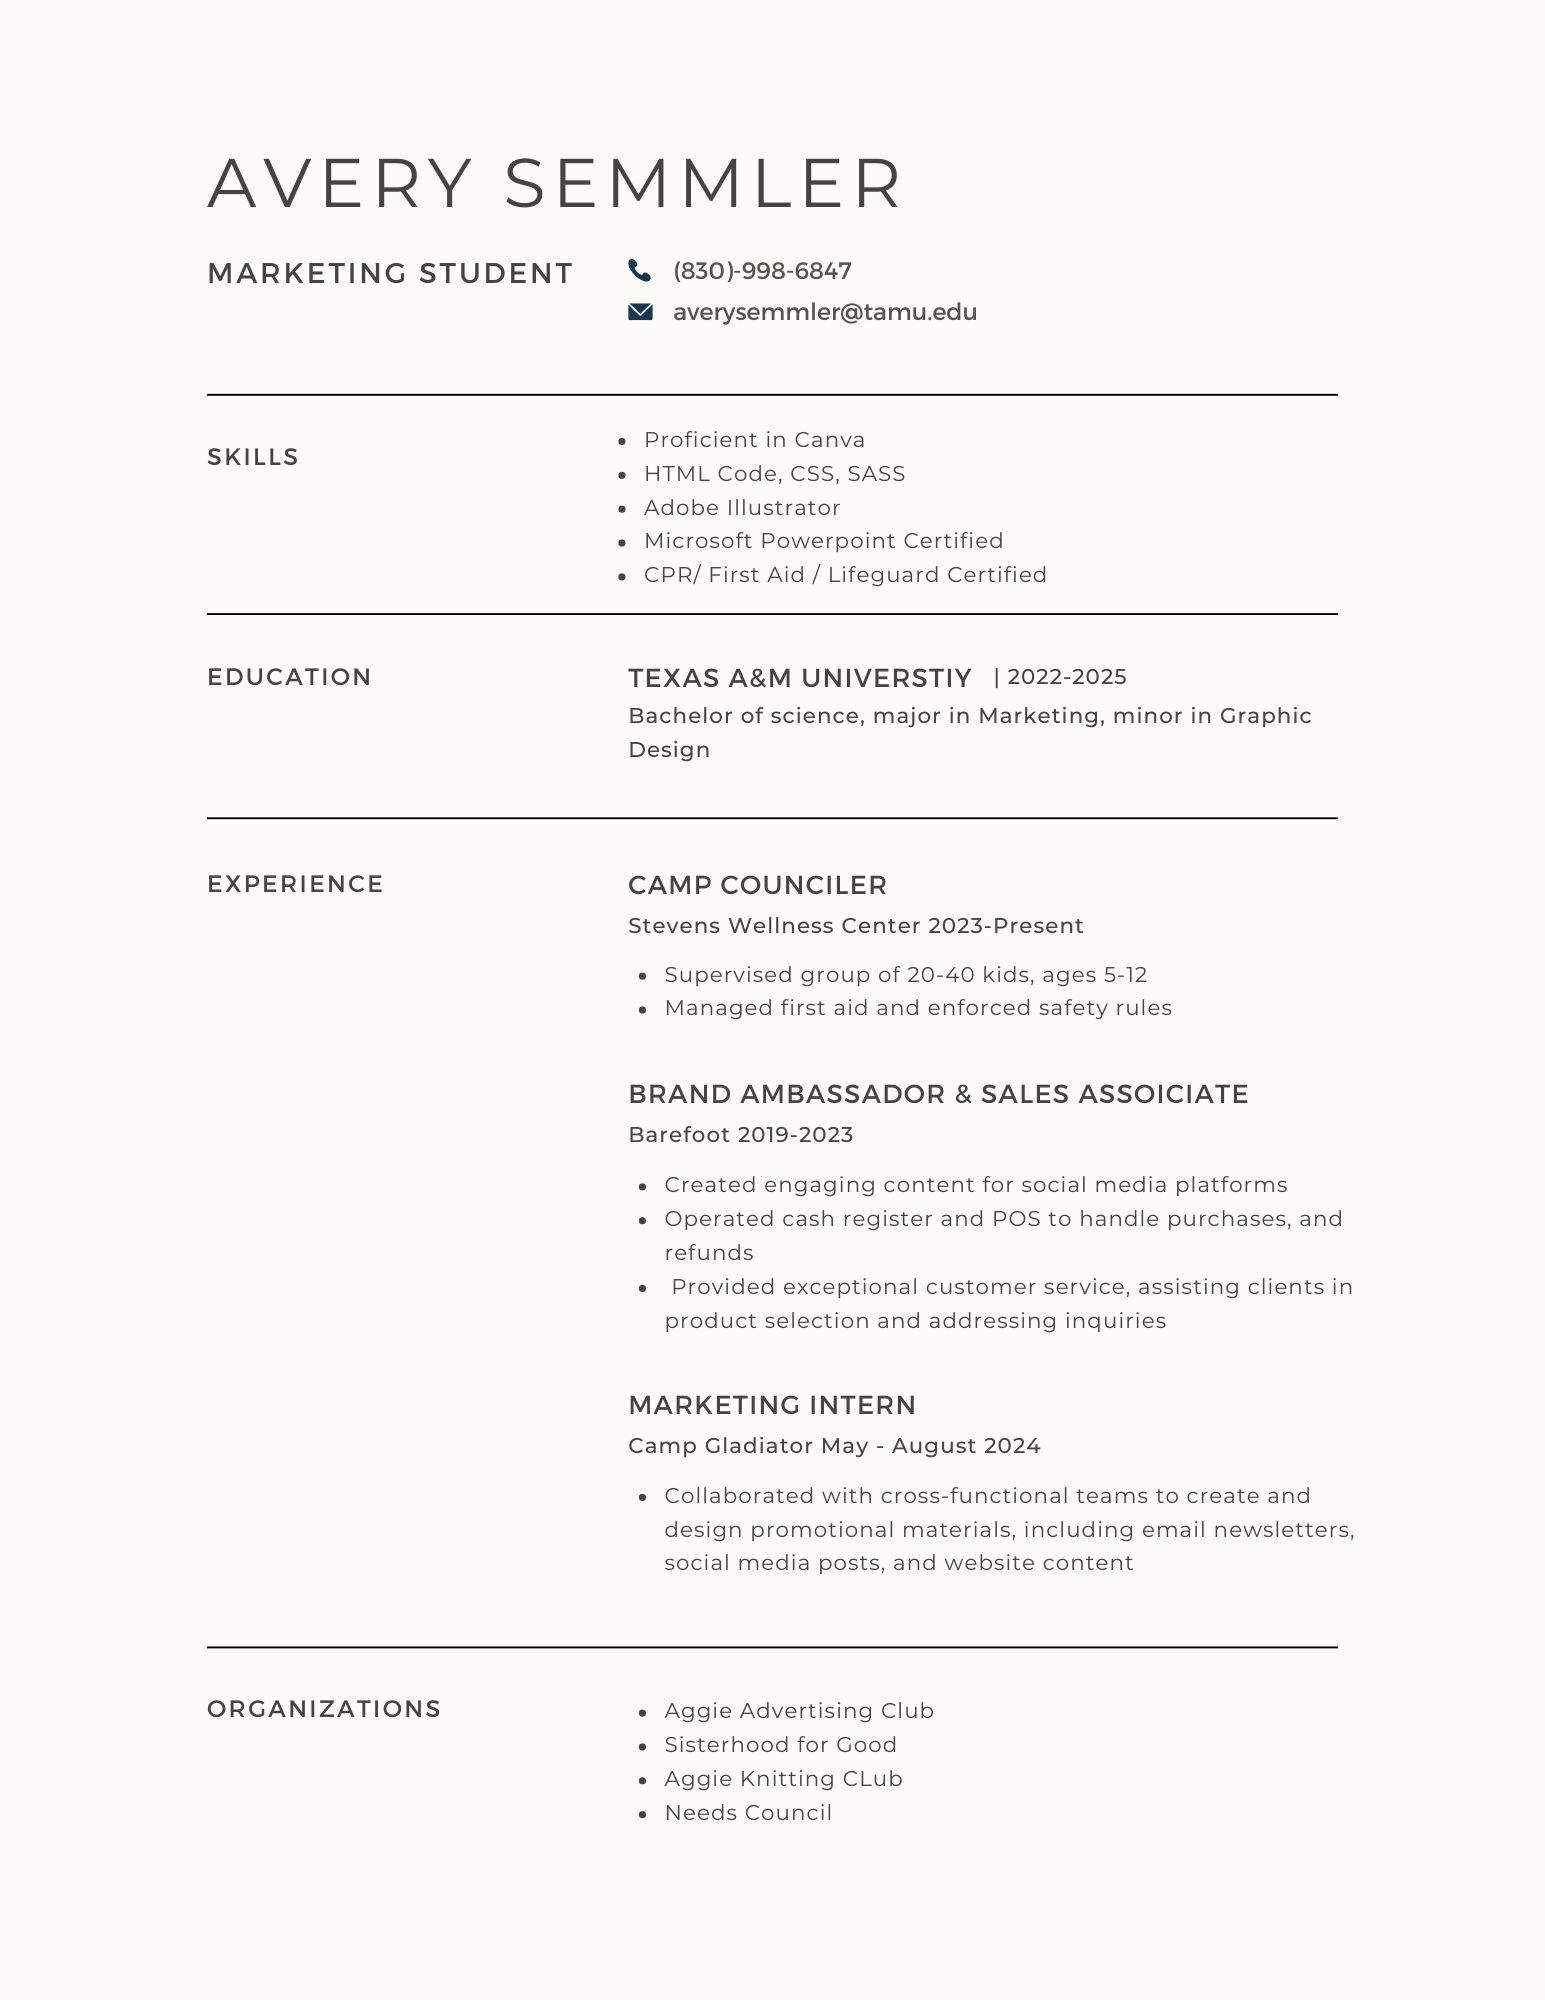 AVERY SEMMLER
MARKETING STUDENT
(830)-998-6847
averysemmler@tamu.edu
SKILLS
• Proficient in Canva
• HTML Code, CSS, SASS
• Adobe Illustrator
• Microsoft Powerpoint Certified
• CPR/ First Aid / Lifeguard Certified
EDUCATION
TEXAS A&M UNIVERSTIY | 2022-2025
Bachelor of science, major in Marketing, minor in Graphic
Design
EXPERIENCE
CAMP COUNCILER
Stevens Wellness Center 2023-Present
• Supervised group of 20-40 kids, ages 5-12
• Managed first aid and enforced safety rules
BRAND AMBASSADOR & SALES ASSOICIATE
Barefoot 2019-2023
• Created engaging content for social media platforms
• Operated cash register and POS to handle purchases, and
refunds
• Provided exceptional customer service, assisting clients in
product selection and addressing inquiries
MARKETING INTERN
Camp Gladiator May - August 2024
• Collaborated with cross-functional teams to create and
design promotional materials, including email newsletters,
social media posts, and website content
ORGANIZATIONS
• Aggie Advertising Club
• Sisterhood for Good
• Aggie Knitting CLub
• Needs Council